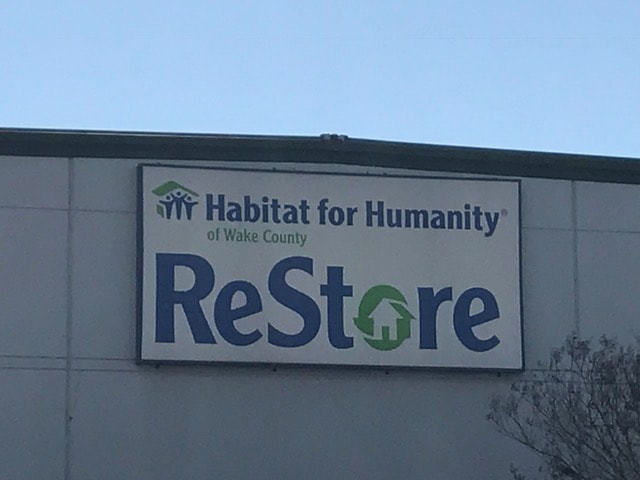 Habitat for Humanity®
of Wake County
ReStore